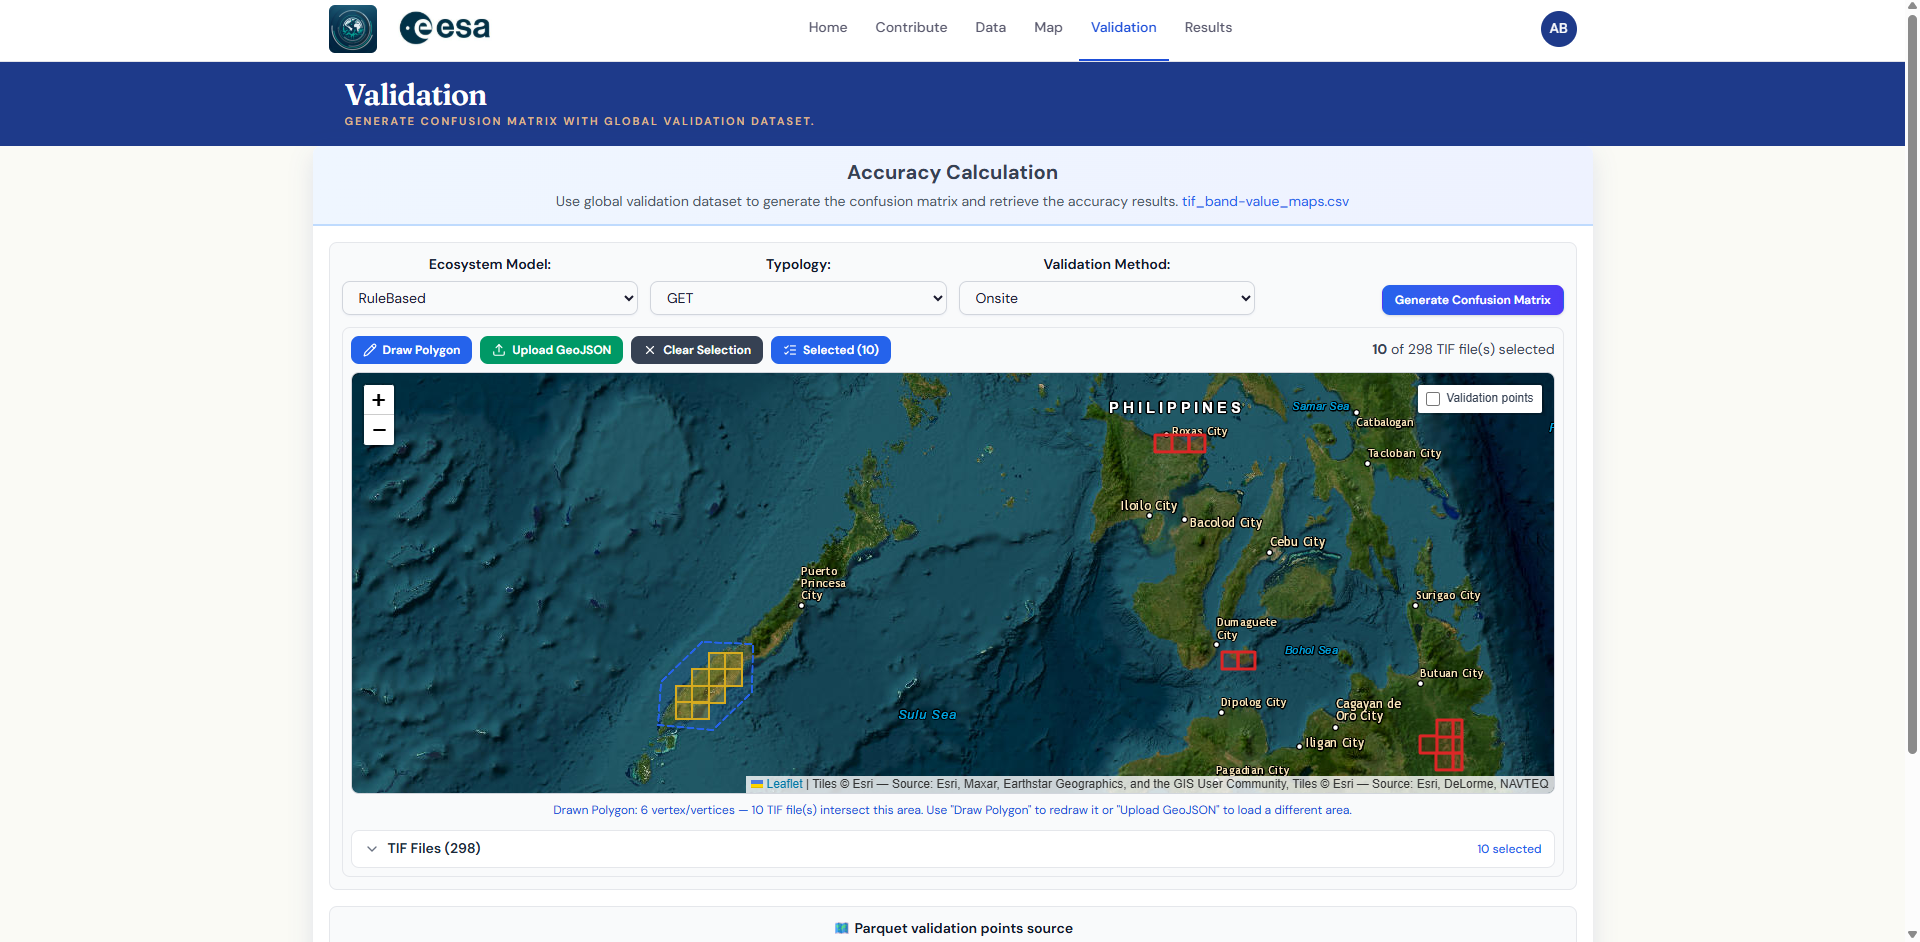 esa
Home
Contribute
Data
Map
Validation
Results
AB
Validation
GENERATE CONFUSION MATRIX WITH GLOBAL VALIDATION DATASET.
Accuracy Calculation
Use global validation dataset to generate the confusion matrix and retrieve the accuracy results. tif_band-value_maps.csv
Ecosystem Model:
Typology:
Validation Method:
RuleBased
GET
Onsite
Generate Confusion Matrix
Draw Polygon
Upload GeoJSON
Clear Selection
Selected (10)
10 of 298 TIF file(s) selected
+
−
Validation points
PHILIPPINES
Samar Sea
Catbalogan
Roxas City
Tacloban City
Iloilo City
Bacolod City
Cebu City
Puerto
Princesa
City
Surigao City
Dumaguete
City
Bohol Sea
Butuan City
Dipolog City
Cagayan de
Oro City
Sulu Sea
Iligan City
Pagadian City
Leaflet | Tiles © Esri — Source: Esri, Maxar, Earthstar Geographics, and the GIS User Community, Tiles © Esri — Source: Esri, DeLorme, NAVTEQ
Drawn Polygon: 6 vertex/vertices — 10 TIF file(s) intersect this area. Use "Draw Polygon" to redraw it or "Upload GeoJSON" to load a different area.
TIF Files (298)
10 selected
Parquet validation points source